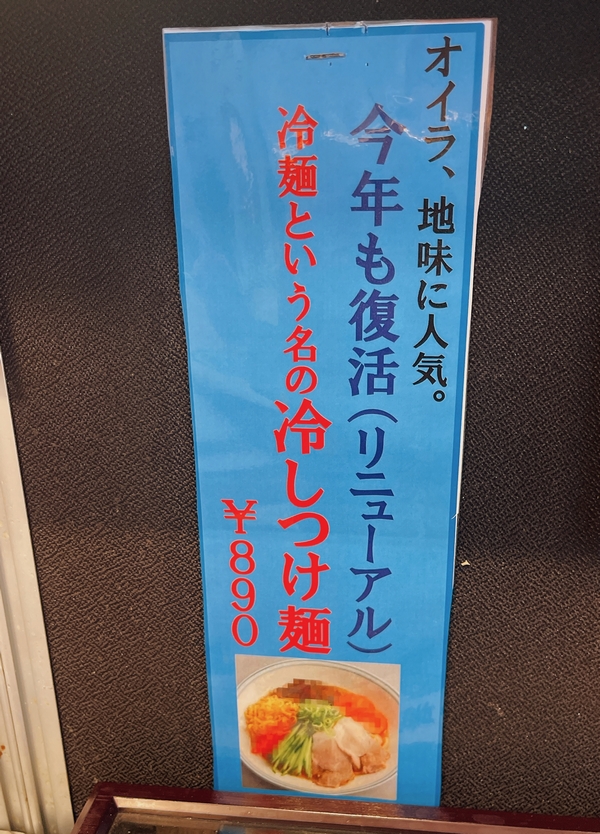 オイラ、地味に人気。
今年も復活(リニューアル)
冷麺という名の冷しつけ麺
¥890